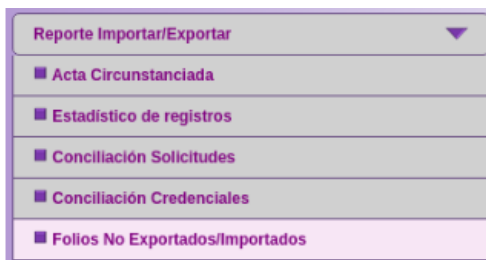 Reporte Importar/Exportar
Acta Circunstanciada
Estadístico de registros
Conciliación Solicitudes
Conciliación Credenciales
Folios No Exportados/Importados